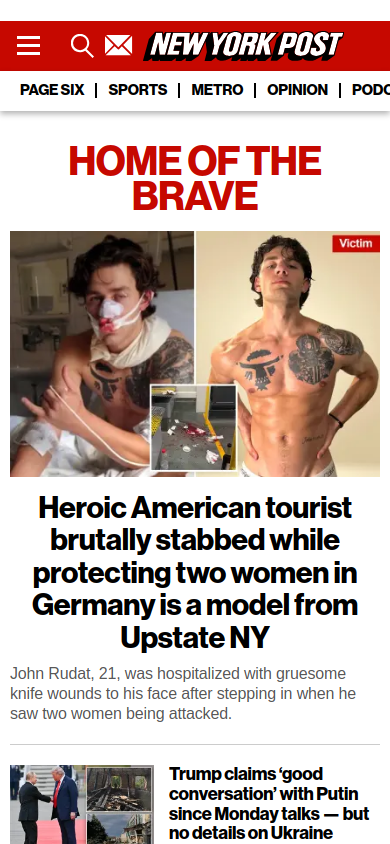 NEW YORK POST
PAGE SIX | SPORTS | METRO | OPINION | PODC
HOME OF THE
BRAVE
Victim
Heroic American tourist
brutally stabbed while
protecting two women in
Germany is a model from
Upstate NY
John Rudat, 21, was hospitalized with gruesome
knife wounds to his face after stepping in when he
saw two women being attacked.
Trump claims ‘good
conversation’ with Putin
since Monday talks — but
no details on Ukraine